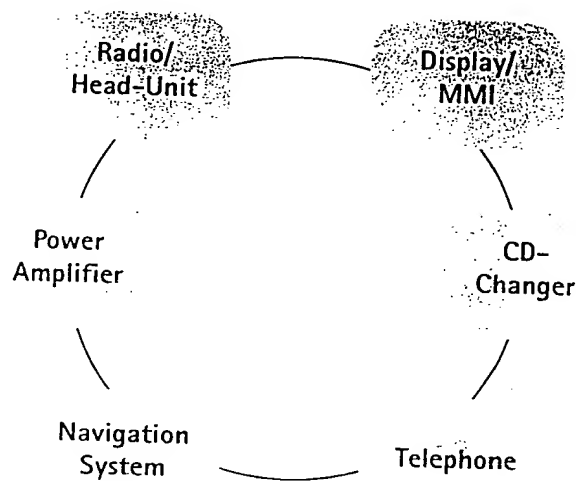 Radio/
Head-Unit
Display/
MMI
Power
Amplifier
CD-
Changer
Navigation
System
Telephone